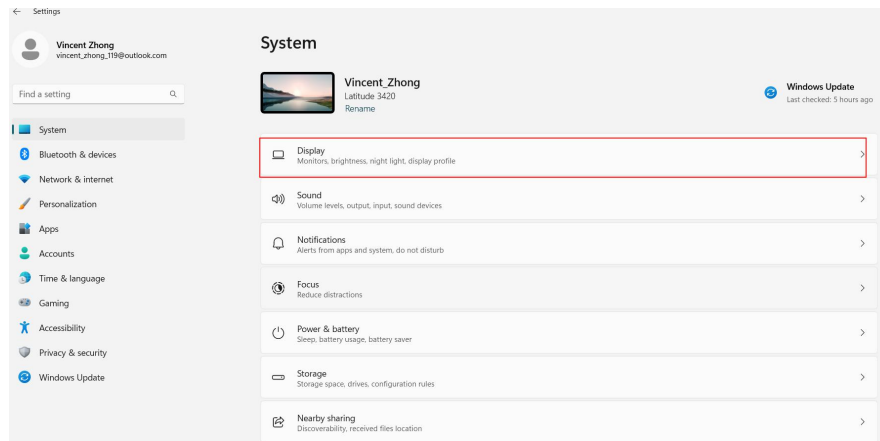 Settings
Vincent Zhong
vincent_zhong_119@outlook.com
Find a setting
System
Bluetooth & devices
Network & internet
Personalization
Apps
Accounts
Time & language
Gaming
Accessibility
Privacy & security
Windows Update
System
Vincent_Zhong
Latitude 3420
Rename
Windows Update
Last checked: 5 hours ago
Display
Monitors, brightness, night light, display profile
Sound
Volume levels, output, input, sound devices
Notifications
Alerts from apps and system, do not disturb
Focus
Reduce distractions
Power & battery
Sleep, battery usage, battery saver
Storage
Storage space, drives, configuration rules
Nearby sharing
Discoverability, received files location